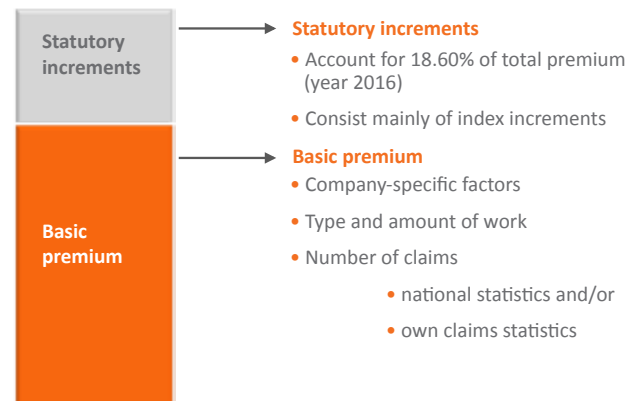 Statutory
increments
Statutory increments
• Account for 18.60% of total premium
(year 2016)
• Consist mainly of index increments
Basic premium
• Company-specific factors
• Type and amount of work
• Number of claims
• national statistics and/or
• own claims statistics
Basic
premium